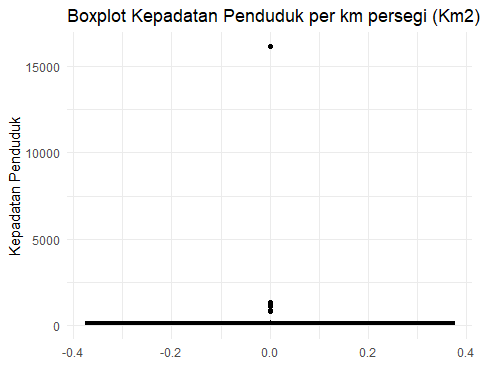 Boxplot Kepadatan Penduduk per km persegi (Km2)
Kepadatan Penduduk
15000
10000
5000
0
-0.4 -0.2 0.0 0.2 0.4